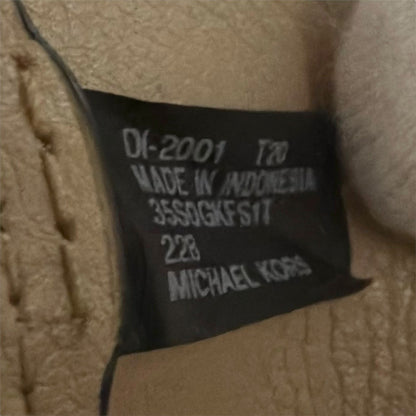 DI-2001 T20
MADE IN INDONESIA
35S0GKFS1T
228
MICHAEL KORS